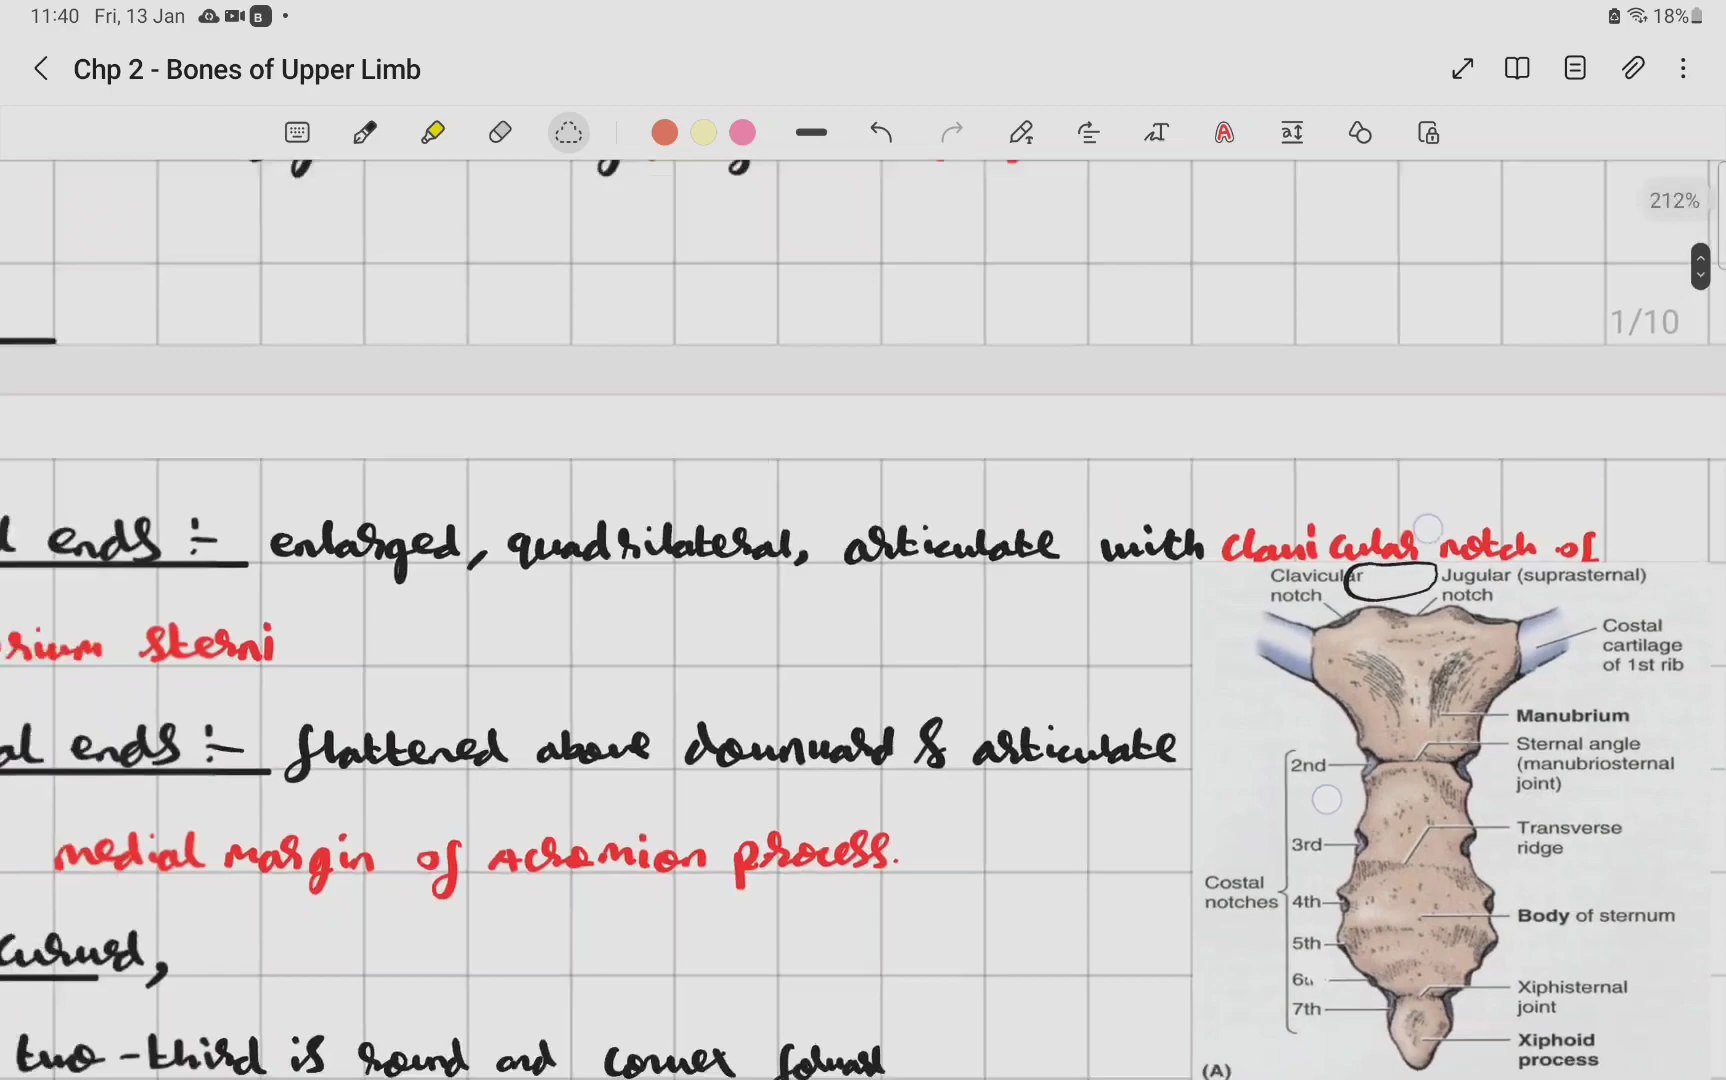 11:40 Fri, 13 Jan B 18%
Chp 2 - Bones of Upper Limb
212%
1/10
ends :- enlarged, quadrilateral, articulate with clavicular notch of
sterni
ends :- flattened above downward & articulate
medial margin of Acromion process.
curved,
two-third is round and convex forward
Clavicular notch
Jugular (suprasternal) notch
Costal cartilage of 1st rib
Manubrium
Sternal angle (manubriosternal joint)
Transverse ridge
Body of sternum
Xiphisternal joint
Xiphoid process
Costal notches
2nd
3rd
4th
5th
7th
(A)